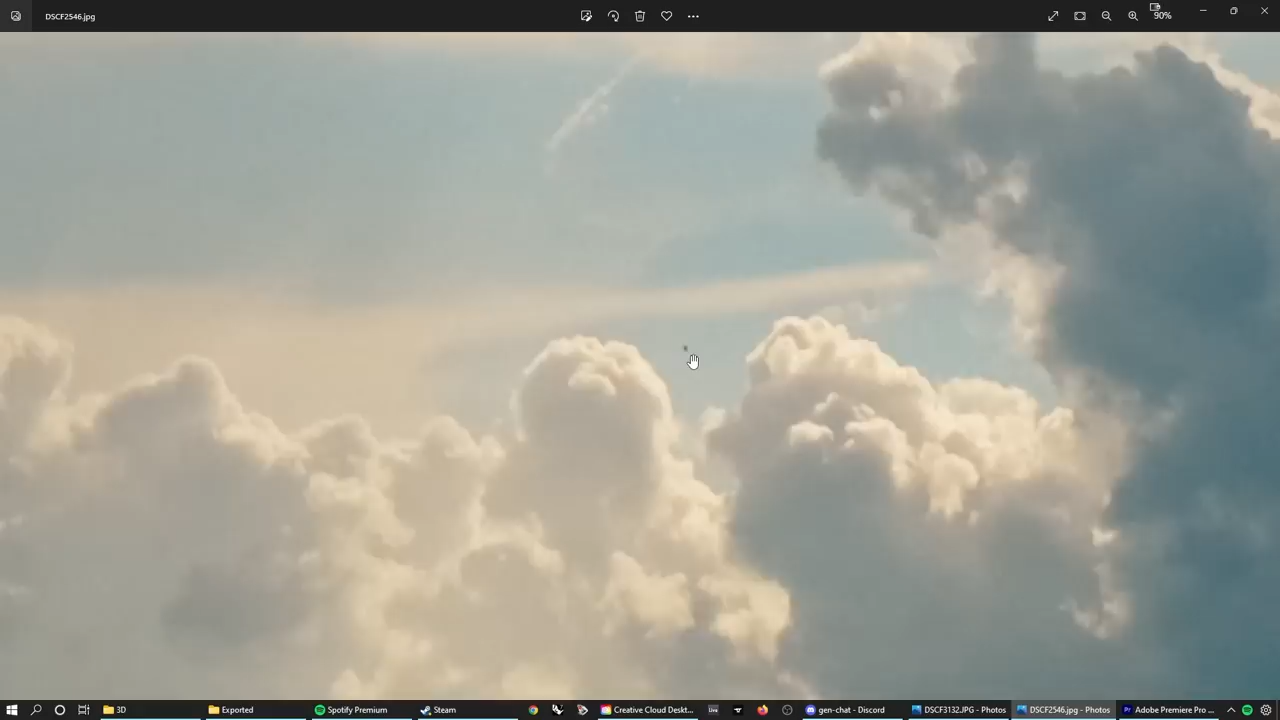 DSCF2546.jpg
90%
3D
Exported
Spotify Premium
Steam
Creative Cloud Deskt...
gen-chat - Discord
DSCF3132.JPG - Photos
DSCF2546.jpg - Photos
Adobe Premiere Pro ...